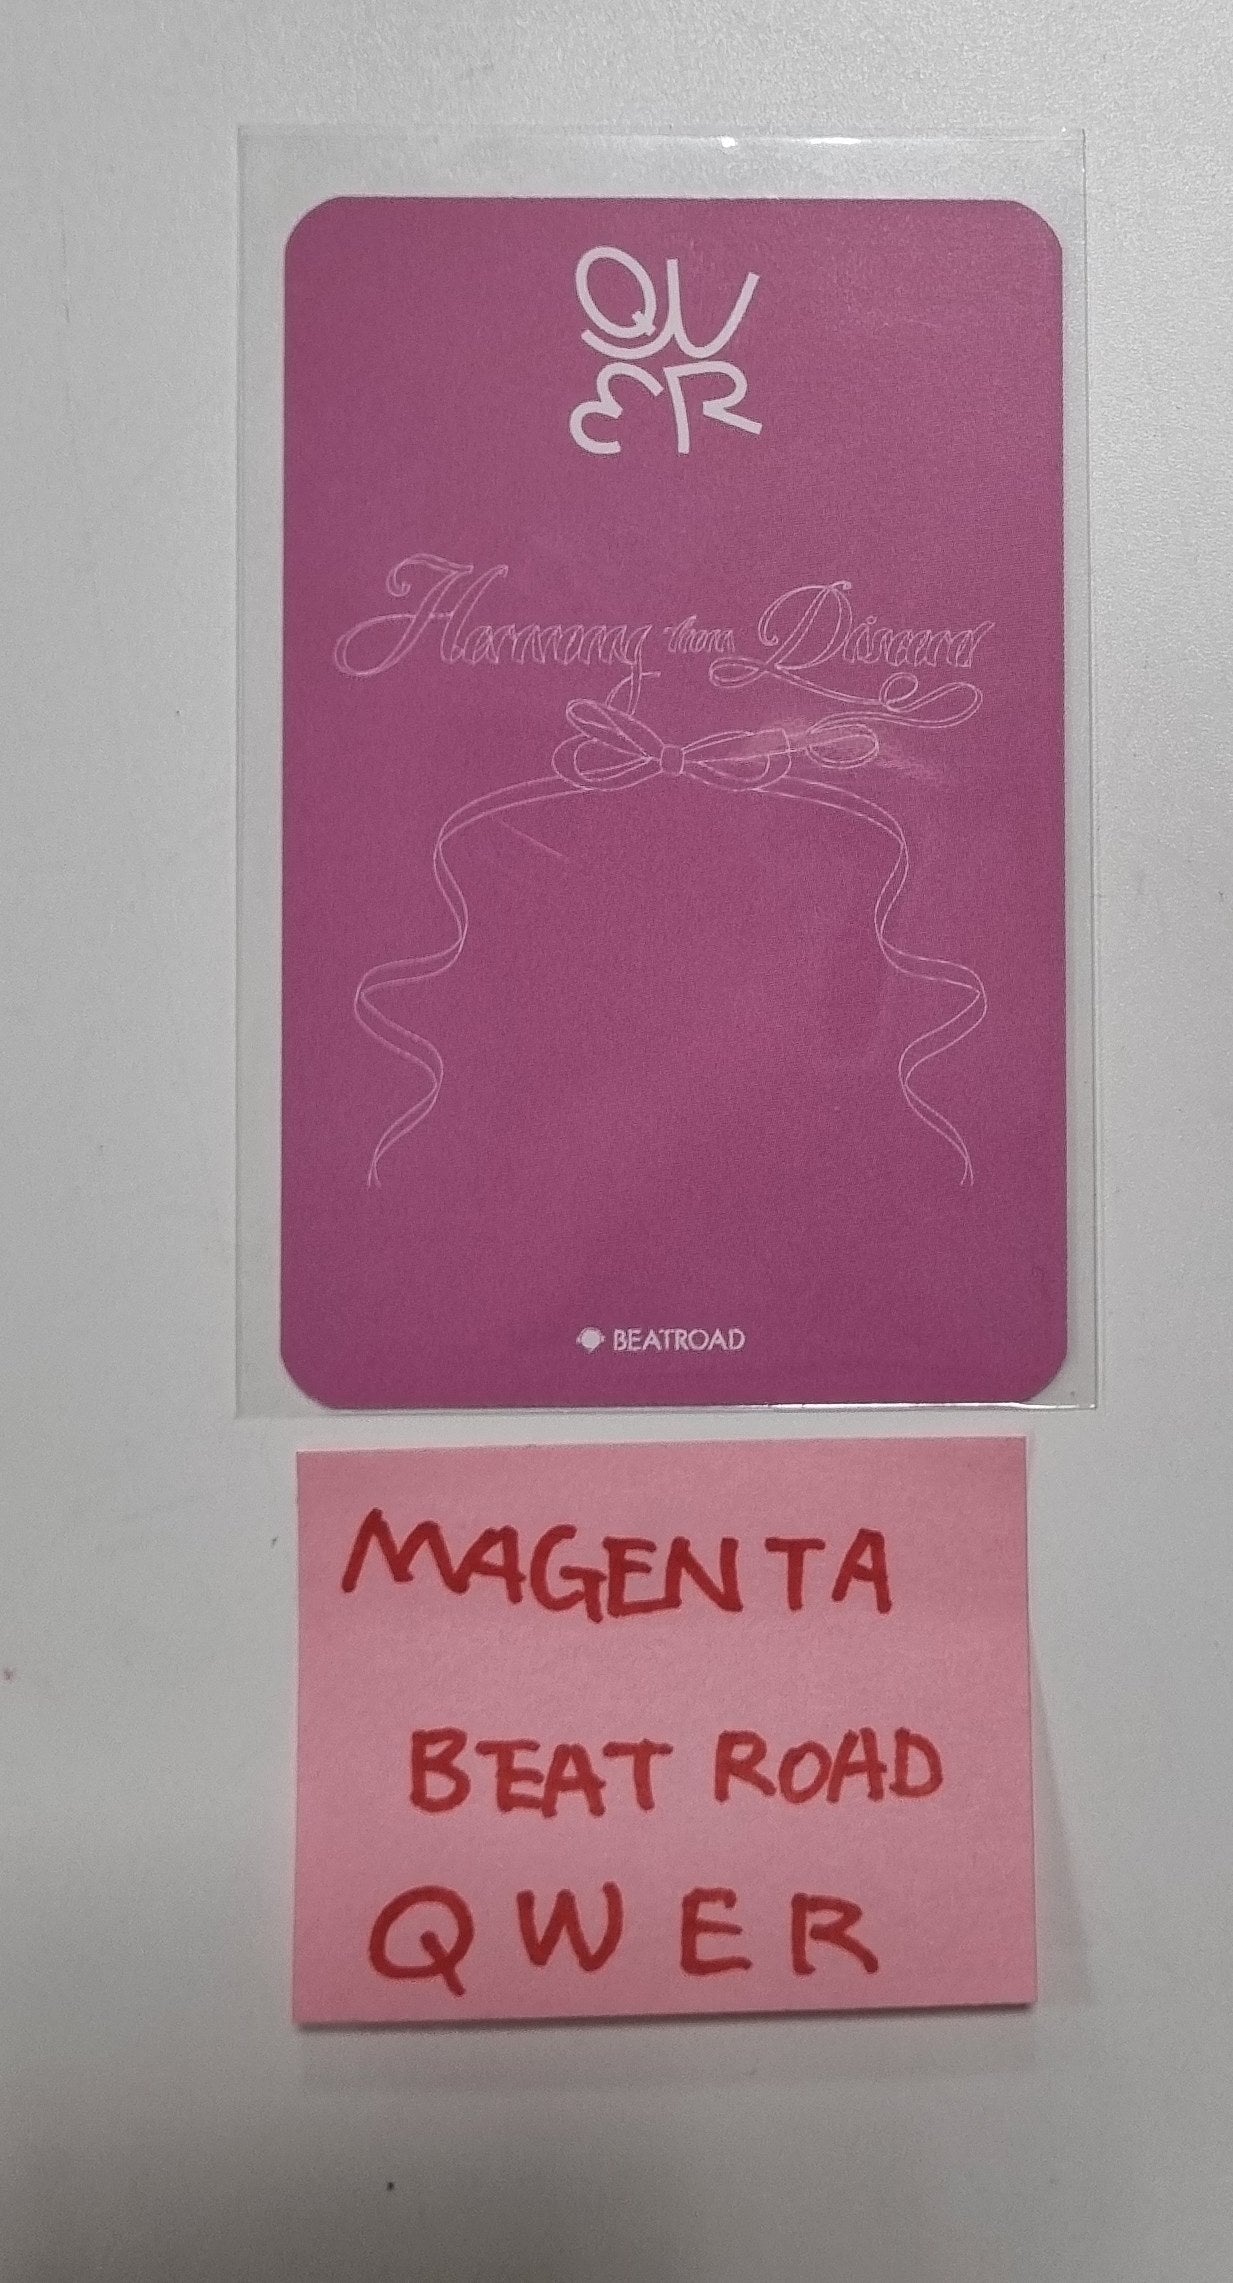 QWER
Harmony from Discord
BEATROAD
MAGENTA
BEAT ROAD
QWER